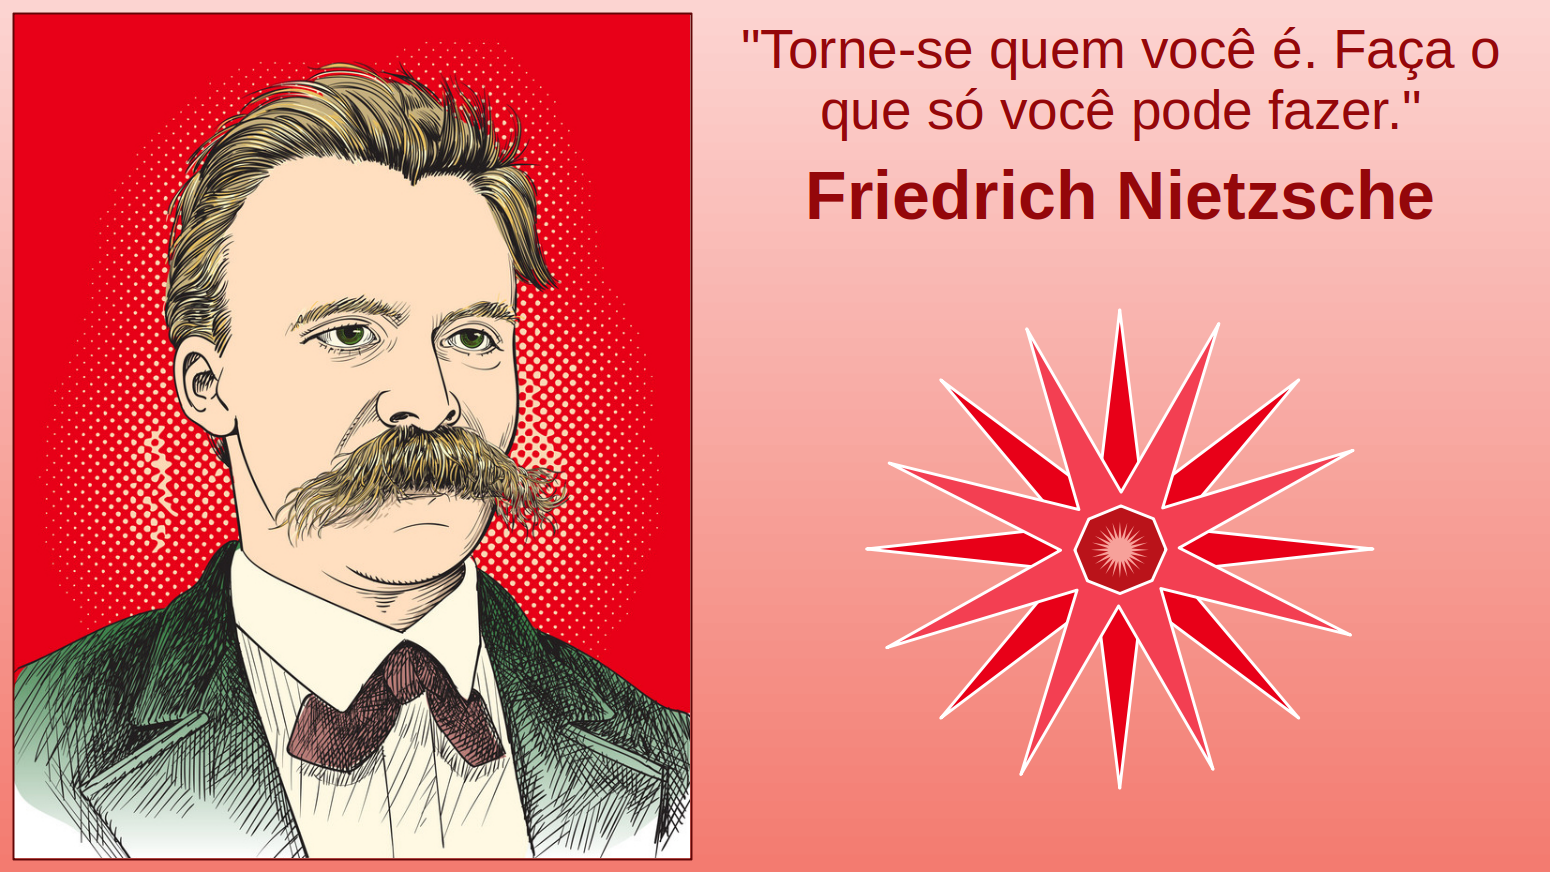 "Torne-se quem você é. Faça o
que só você pode fazer."
Friedrich Nietzsche